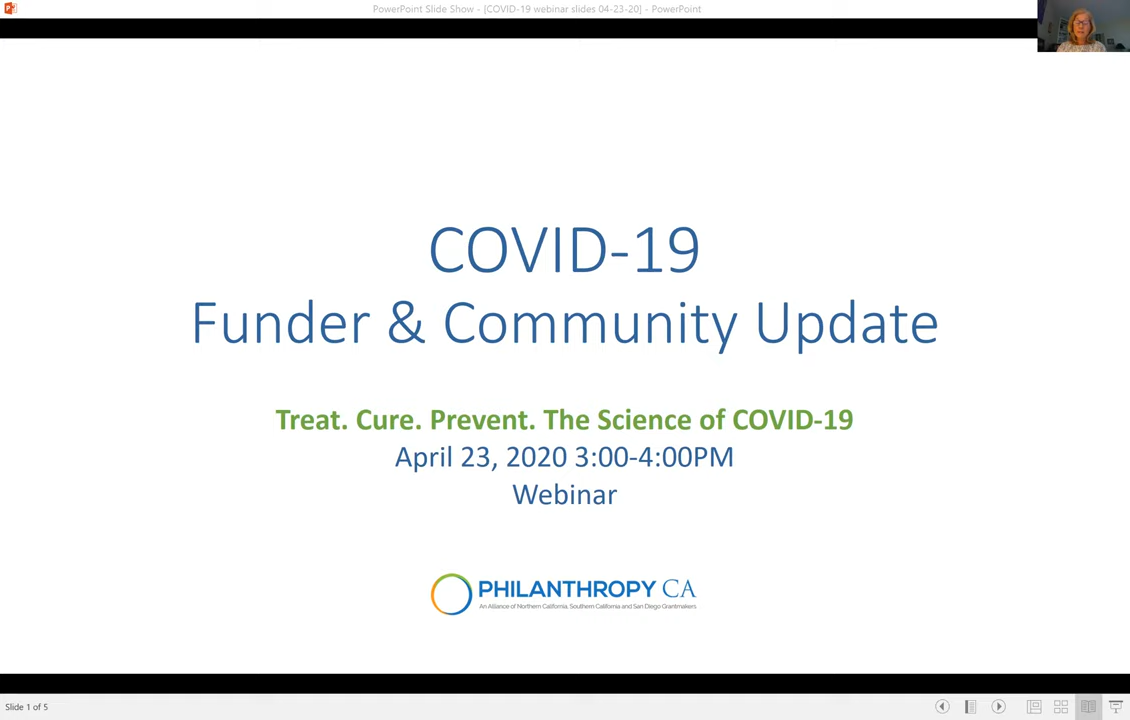 PowerPoint Slide Show - [COVID-19 webinar slides 04-23-20] - PowerPoint
COVID-19
Funder & Community Update
Treat. Cure. Prevent. The Science of COVID-19
April 23, 2020 3:00-4:00PM
Webinar
PHILANTHROPY CA
An Alliance of Northern California, Southern California and San Diego Grantmakers
Slide 1 of 5